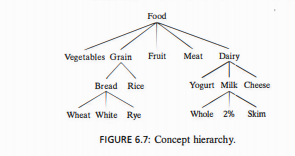 Food
Vegetables Grain Fruit Meat Dairy
Bread Rice Yogurt Milk Cheese
Wheat White Rye Whole 2% Skim
FIGURE 6.7: Concept hierarchy.